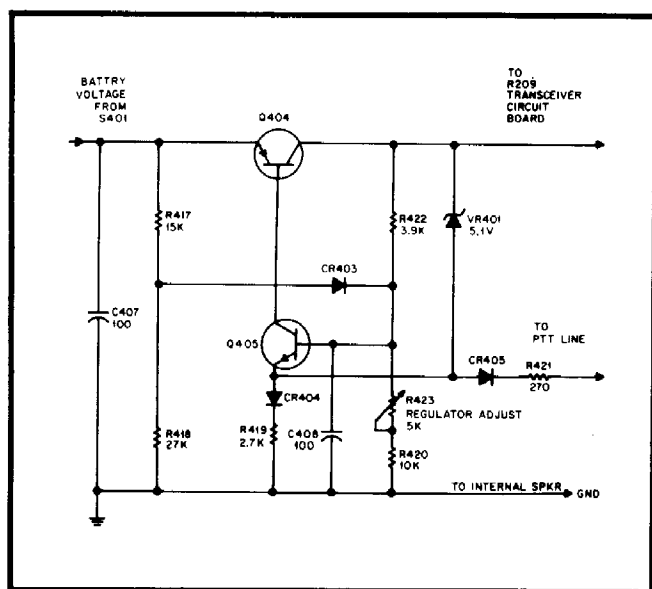 BATTRY
VOLTAGE
FROM
S401
Q404
TO
R209
TRANSCEIVER
CIRCUIT
BOARD
R417
15K
R422
3.9K
VR401
5.1V
CR403
C407
100
Q405
TO
PTT LINE
CR405
R421
270
CR404
R423
REGULATOR ADJUST
5K
R418
27K
R419
2.7K
C408
100
R420
10K
TO INTERNAL SPKR
GND